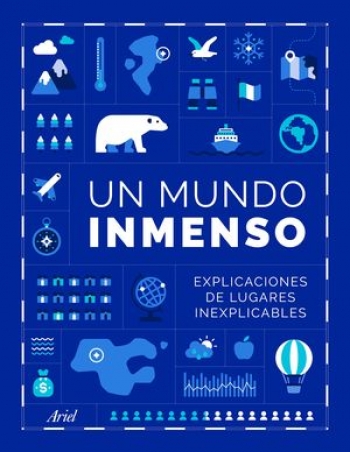 UN MUNDO
INMENSO
EXPLICACIONES
DE LUGARES
INEXPLICABLES
$
Ariel